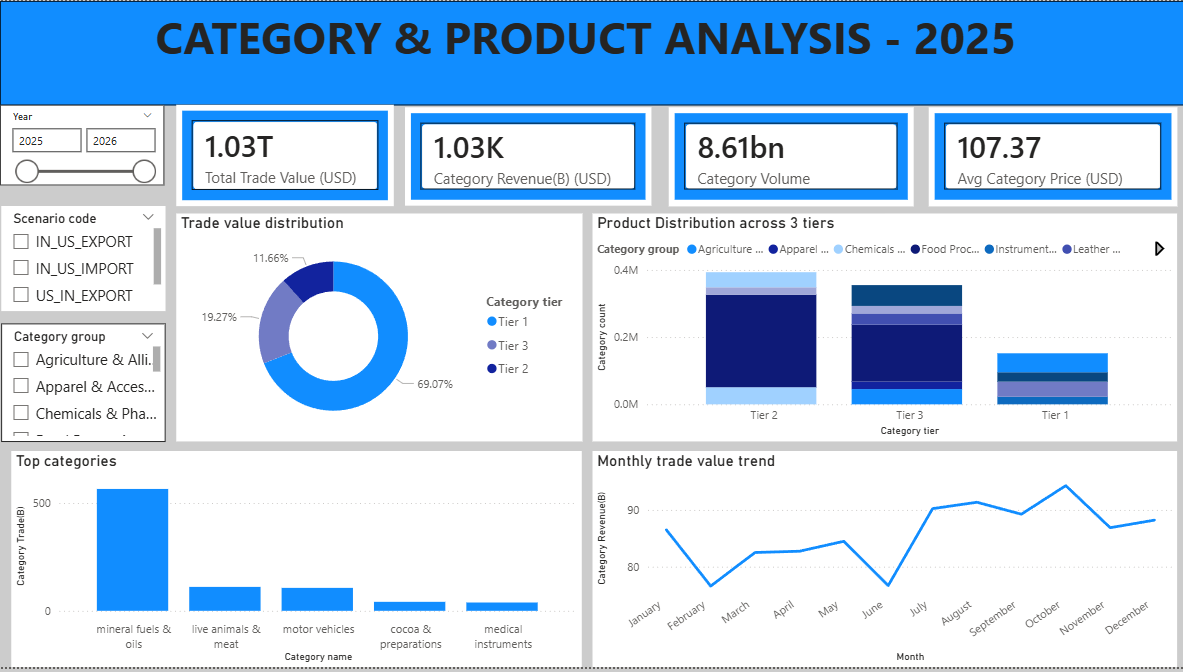 CATEGORY & PRODUCT ANALYSIS - 2025
Year
2025
2026
1.03T
Total Trade Value (USD)
1.03K
Category Revenue(B) (USD)
8.61bn
Category Volume
107.37
Avg Category Price (USD)
Scenario code
IN_US_EXPORT
IN_US_IMPORT
US_IN_EXPORT
Category group
Agriculture & Alli...
Apparel & Acces...
Chemicals & Pha...
Trade value distribution
11.66%
19.27%
69.07%
Category tier
Tier 1
Tier 3
Tier 2
Product Distribution across 3 tiers
Category group Agriculture ... Apparel ... Chemicals ... Food Proc... Instrument... Leather ...
Category count
0.4M
0.2M
0.0M
Tier 2 Tier 3 Tier 1
Category tier
Top categories
Category Trade(B)
500
0
mineral fuels & oils
live animals & meat
motor vehicles
cocoa & preparations
medical instruments
Category name
Monthly trade value trend
Category Revenue(B)
90
80
January February March April May June July August September October November December
Month